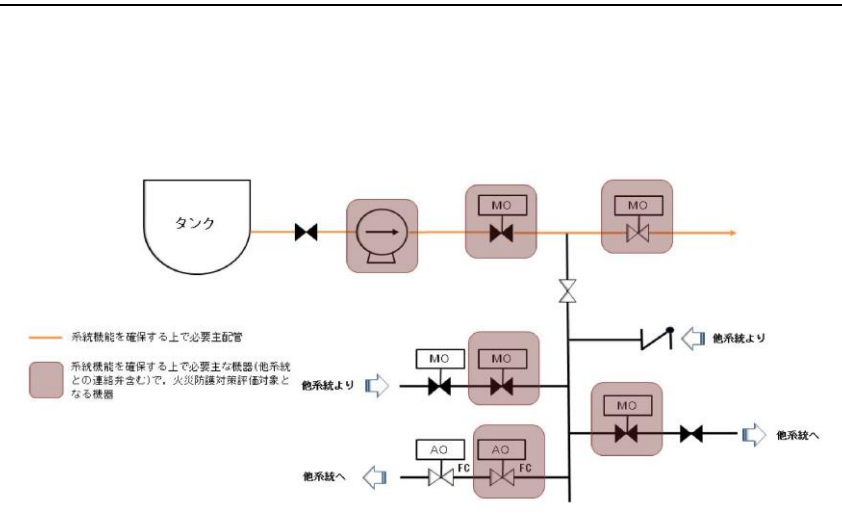 タンク
MO
MO
系統機能を確保する上で必要主配管
系統機能を確保する上で必要主な機器(他系統
との連絡弁含む)で，火災防護対策評価対象と
なる機器
他系統より
MO
MO
他系統より
MO
他系統へ
AO
FC
AO
FC
他系統へ